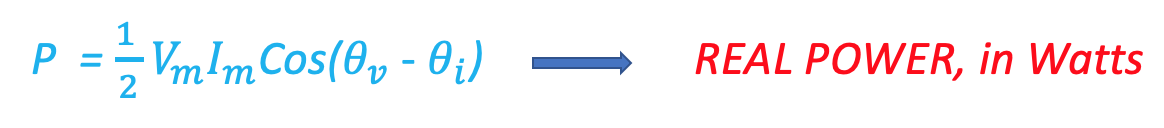 P = 1/2 VₘIₘCos(θᵥ - θᵢ) → REAL POWER, in Watts